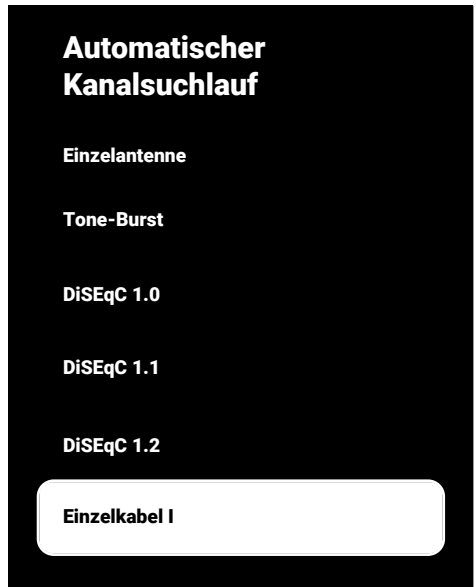 Automatischer
Kanalsuchlauf
Einzelantenne
Tone-Burst
DiSEqC 1.0
DiSEqC 1.1
DiSEqC 1.2
Einzelkabel I